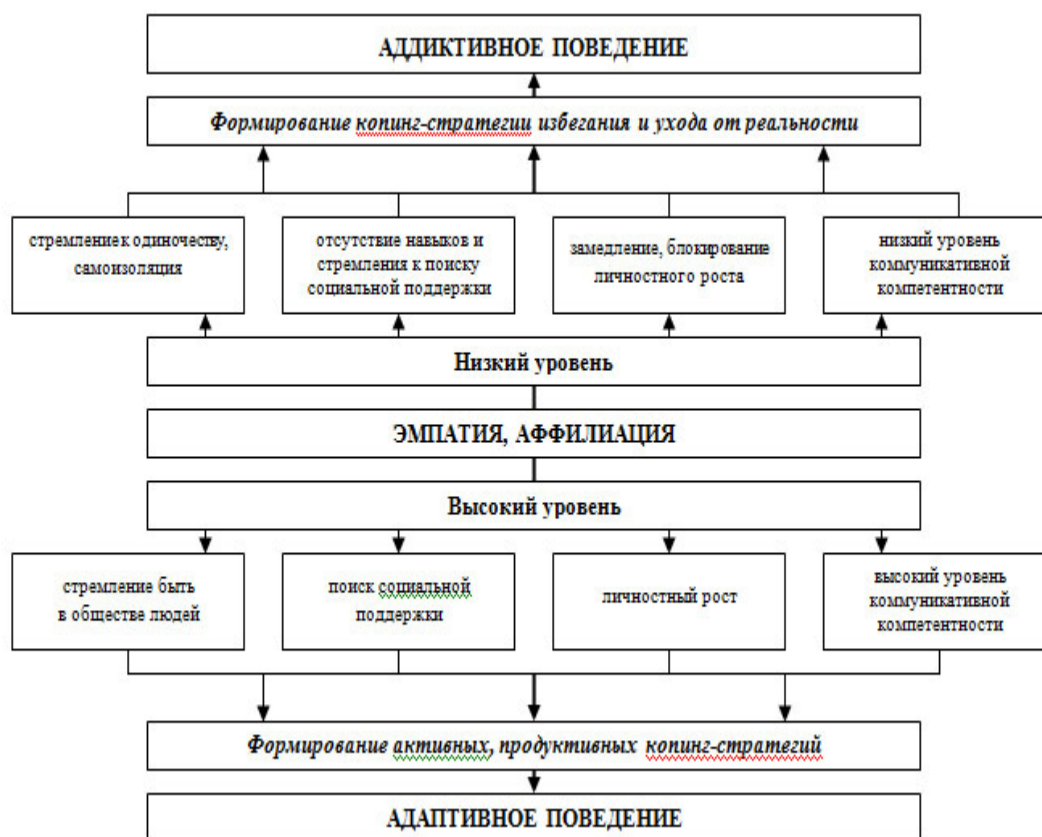 АДДИКТИВНОЕ ПОВЕДЕНИЕ
Формирование копинг-стратегии избегания и ухода от реальности
стремление к одиночеству,
самоизоляция
отсутствие навыков и
стремления к поиску
социальной поддержки
замедление, блокирование
личностного роста
низкий уровень
коммуникативной
компетентности
Низкий уровень
ЭМПАТИЯ, АФФИЛИАЦИЯ
Высокий уровень
стремление быть
в обществе людей
поиск социальной
поддержки
личностный рост
высокий уровень
коммуникативной
компетентности
Формирование активных, продуктивных копинг-стратегий
АДАПТИВНОЕ ПОВЕДЕНИЕ